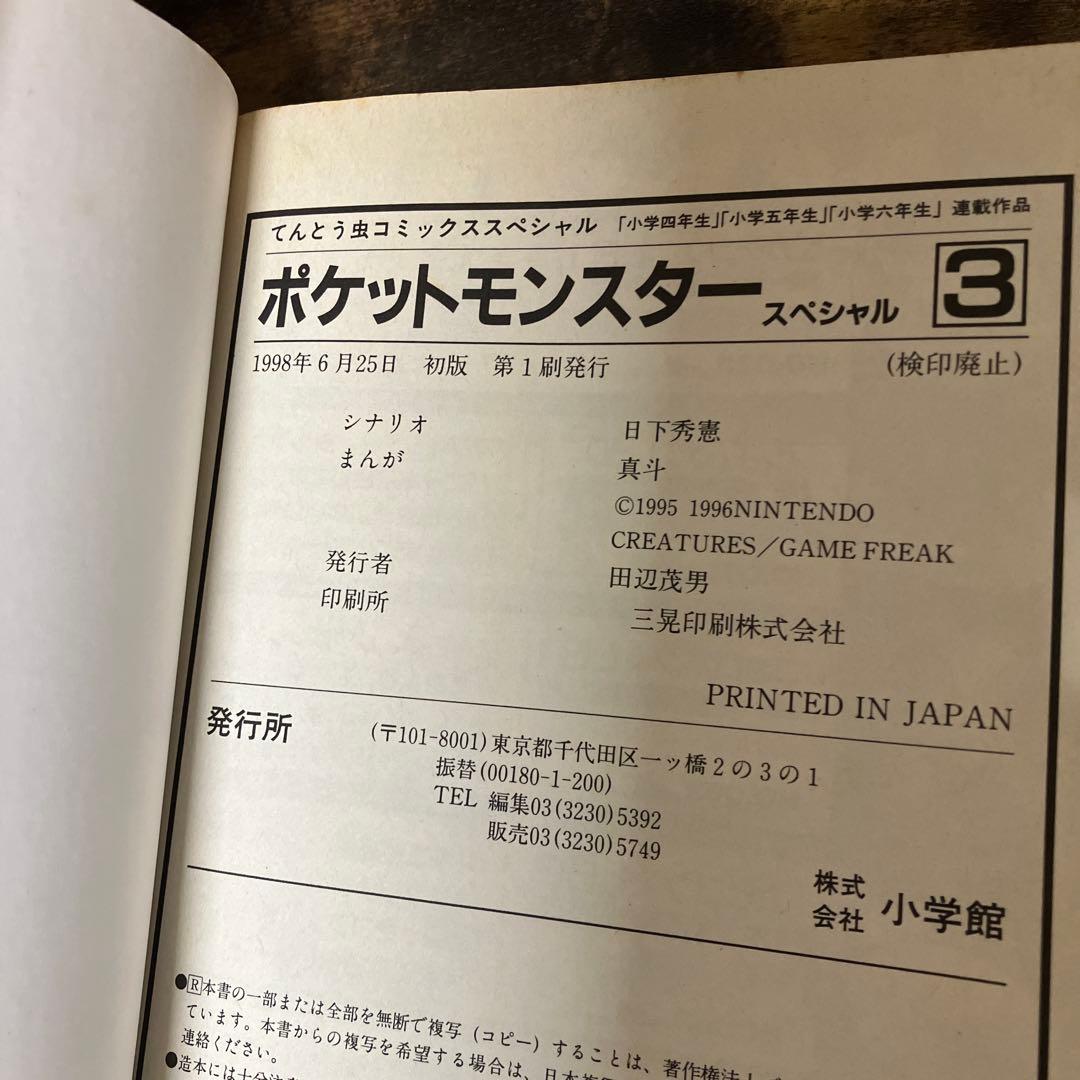 てんとう虫コミックススペシャル 「小学四年生」「小学五年生」「小学六年生」連載作品
ポケットモンスター スペシャル 3
1998年6月25日 初版 第1刷発行 (検印廃止)
シナリオ 日下秀憲
まんが 真斗
©1995 1996NINTENDO
CREATURES/GAME FREAK
発行者 田辺茂男
印刷所 三晃印刷株式会社
PRINTED IN JAPAN
発行所 (〒101-8001)東京都千代田区一ッ橋2の3の1
振替(00180-1-200)
TEL 編集03(3230)5392
販売03(3230)5749
株式会社 小学館
●Ⓡ本書の一部または全部を無断で複写(コピー)することは、著作権法上
ています。本書からの複写を希望する場合は、日本
連絡ください。
●造本には十分注